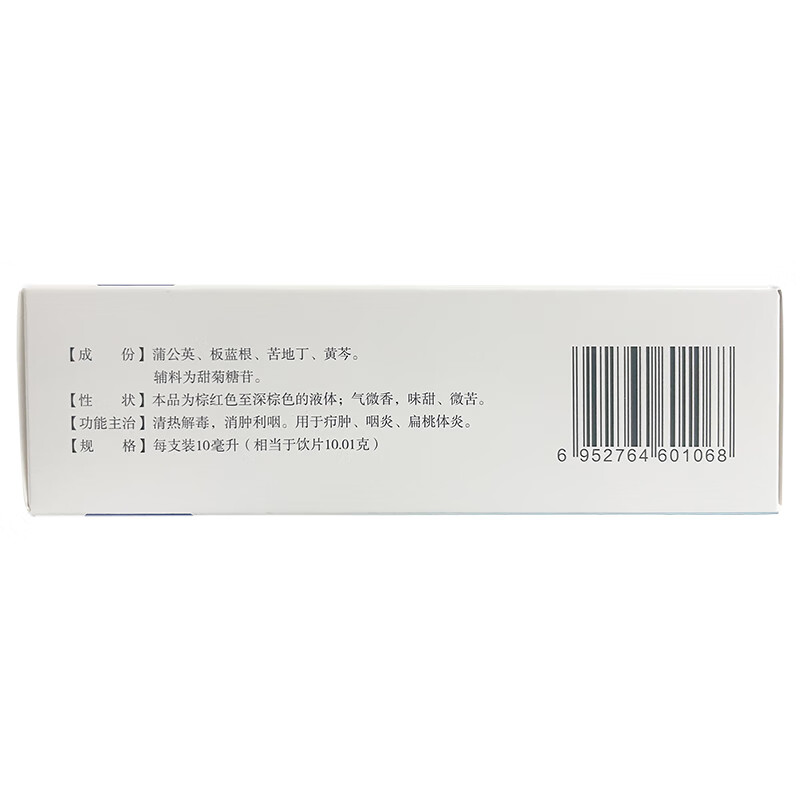 【成　份】蒲公英、板蓝根、苦地丁、黄芩。
辅料为甜菊糖苷。
【性　状】本品为棕红色至深棕色的液体；气微香，味甜、微苦。
【功能主治】清热解毒，消肿利咽。用于疖肿、咽炎、扁桃体炎。
【规　格】每支装10毫升（相当于饮片10.01克）
6 952764 601068